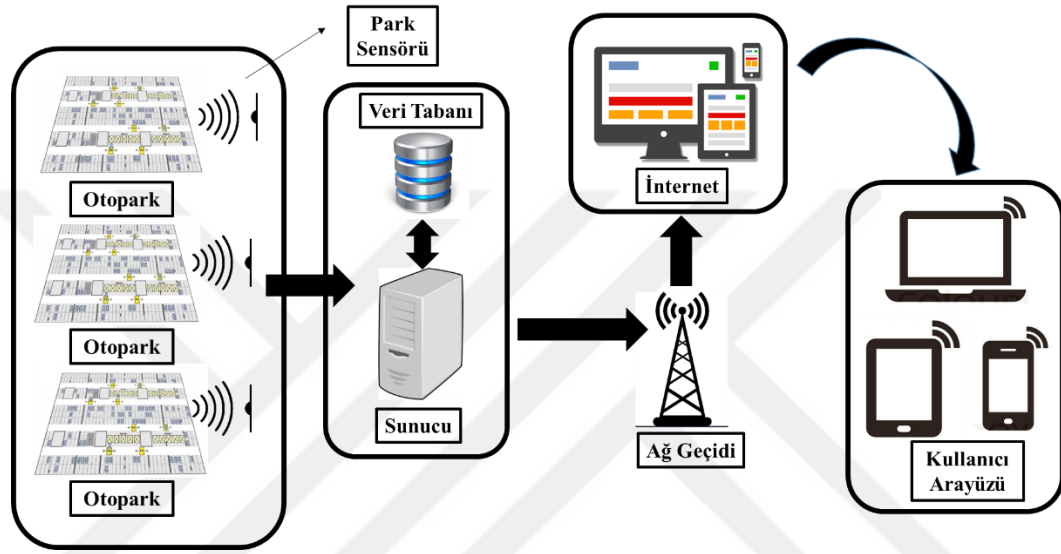 Park
Sensörü
Otopark
Otopark
Otopark
Veri Tabanı
Sunucu
Ağ Geçidi
İnternet
Kullanıcı
Arayüzü